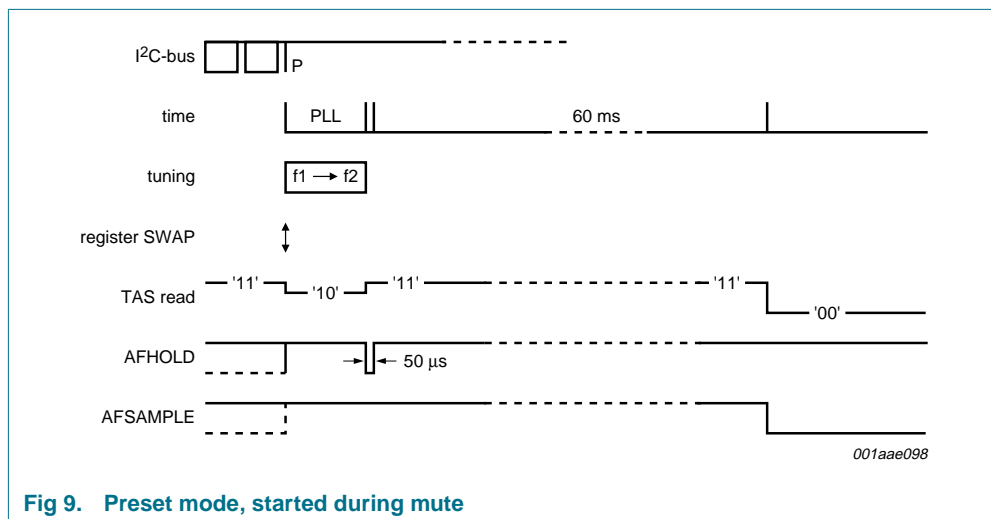 I²C-bus
P
time
PLL
60 ms
tuning
f1 → f2
register SWAP
TAS read
'11'
'10'
'11'
'11'
'00'
AFHOLD
50 μs
AFSAMPLE
001aae098
Fig 9. Preset mode, started during mute